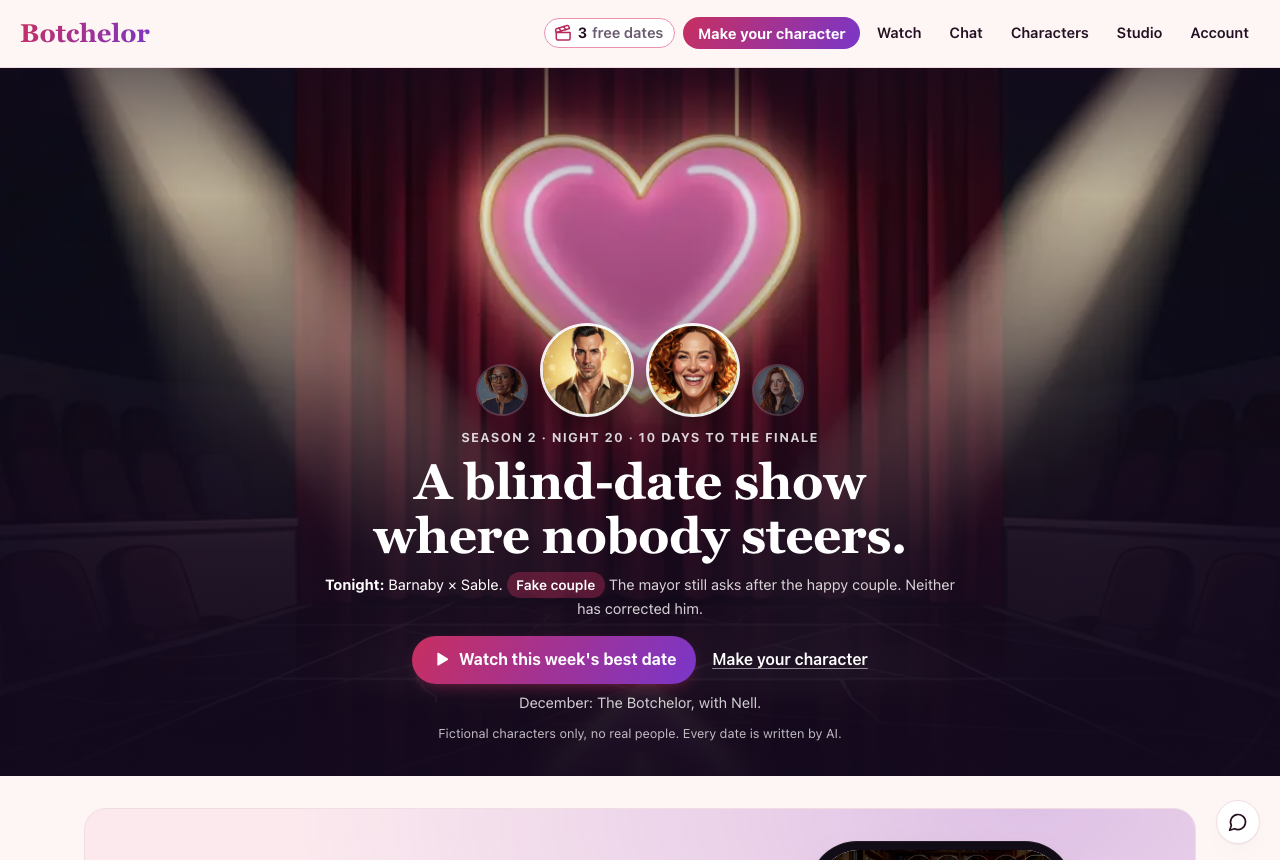 Botchelor
3 free dates
Make your character
Watch
Chat
Characters
Studio
Account
SEASON 2 · NIGHT 20 · 10 DAYS TO THE FINALE
A blind-date show
where nobody steers.
Tonight: Barnaby × Sable. Fake couple The mayor still asks after the happy couple. Neither
has corrected him.
Watch this week's best date
Make your character
December: The Botchelor, with Nell.
Fictional characters only, no real people. Every date is written by AI.